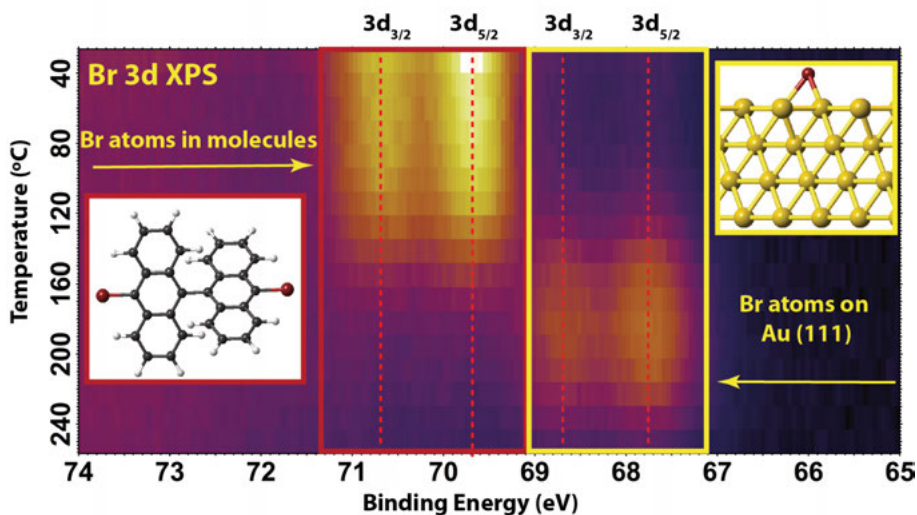 3d3/2 3d5/2 3d3/2 3d5/2
Br 3d XPS
Br atoms in molecules
Br atoms on
Au (111)
Temperature (°C)
40
80
120
160
200
240
74 73 72 71 70 69 68 67 66 65
Binding Energy (eV)